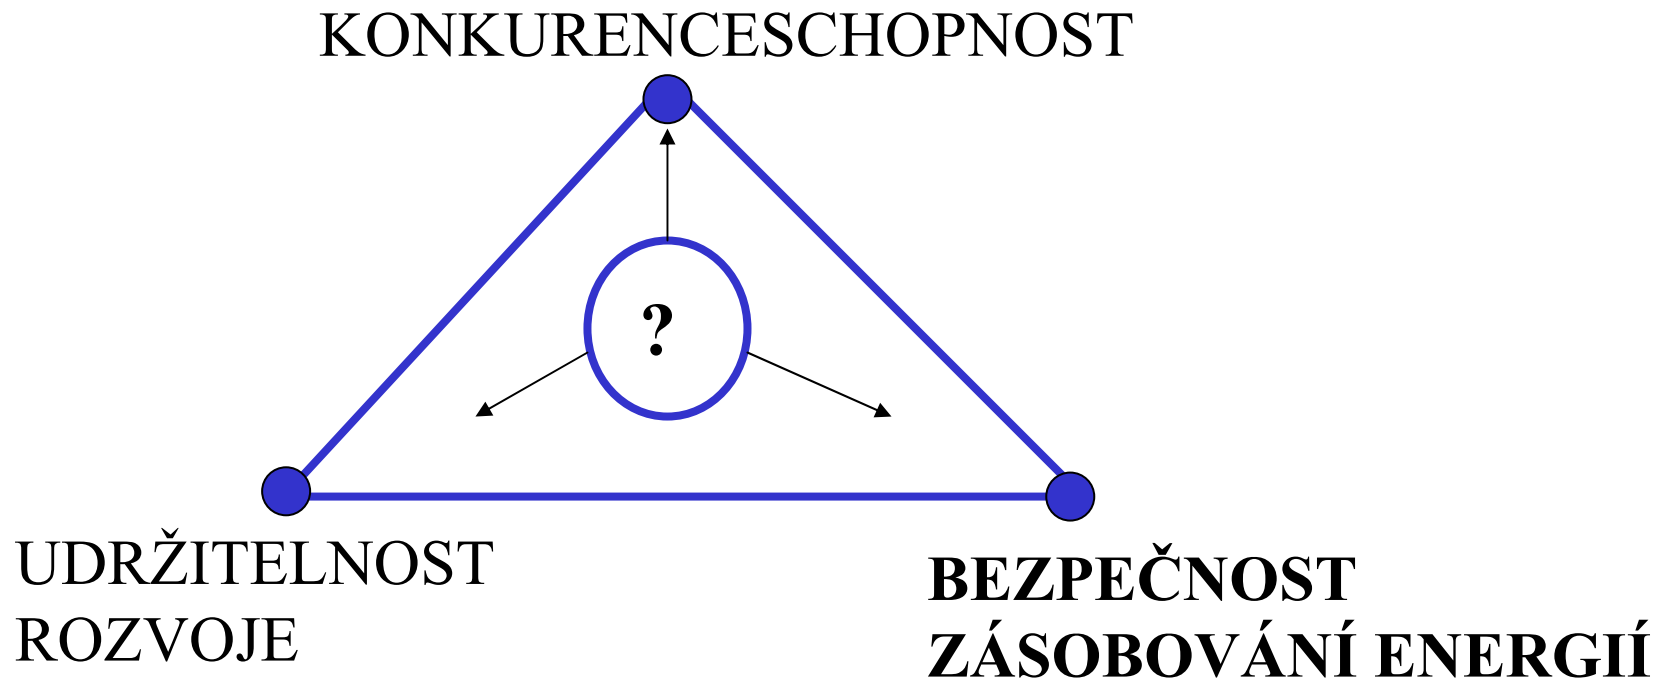 KONKURENCESCHOPNOST
?
UDRŽITELNOST
ROZVOJE
BEZPEČNOST
ZÁSOBOVÁNÍ ENERGIÍ